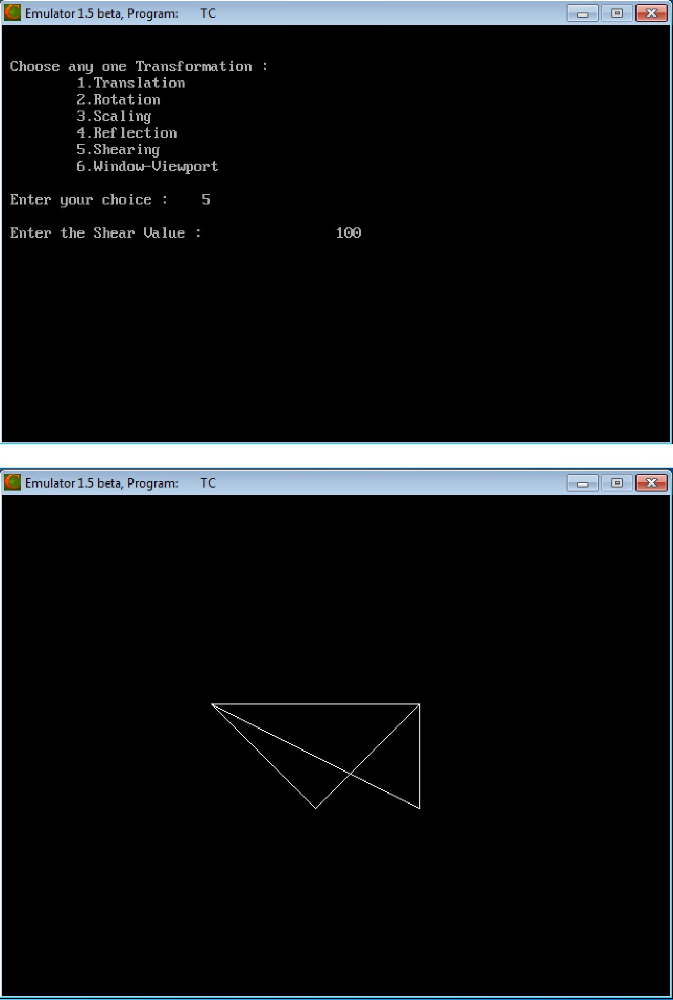 Emulator 1.5 beta, Program: TC
Choose any one Transformation :
1.Translation
2.Rotation
3.Scaling
4.Reflection
5.Shearing
6.Window-Viewport
Enter your choice : 5
Enter the Shear Value : 100
Emulator 1.5 beta, Program: TC